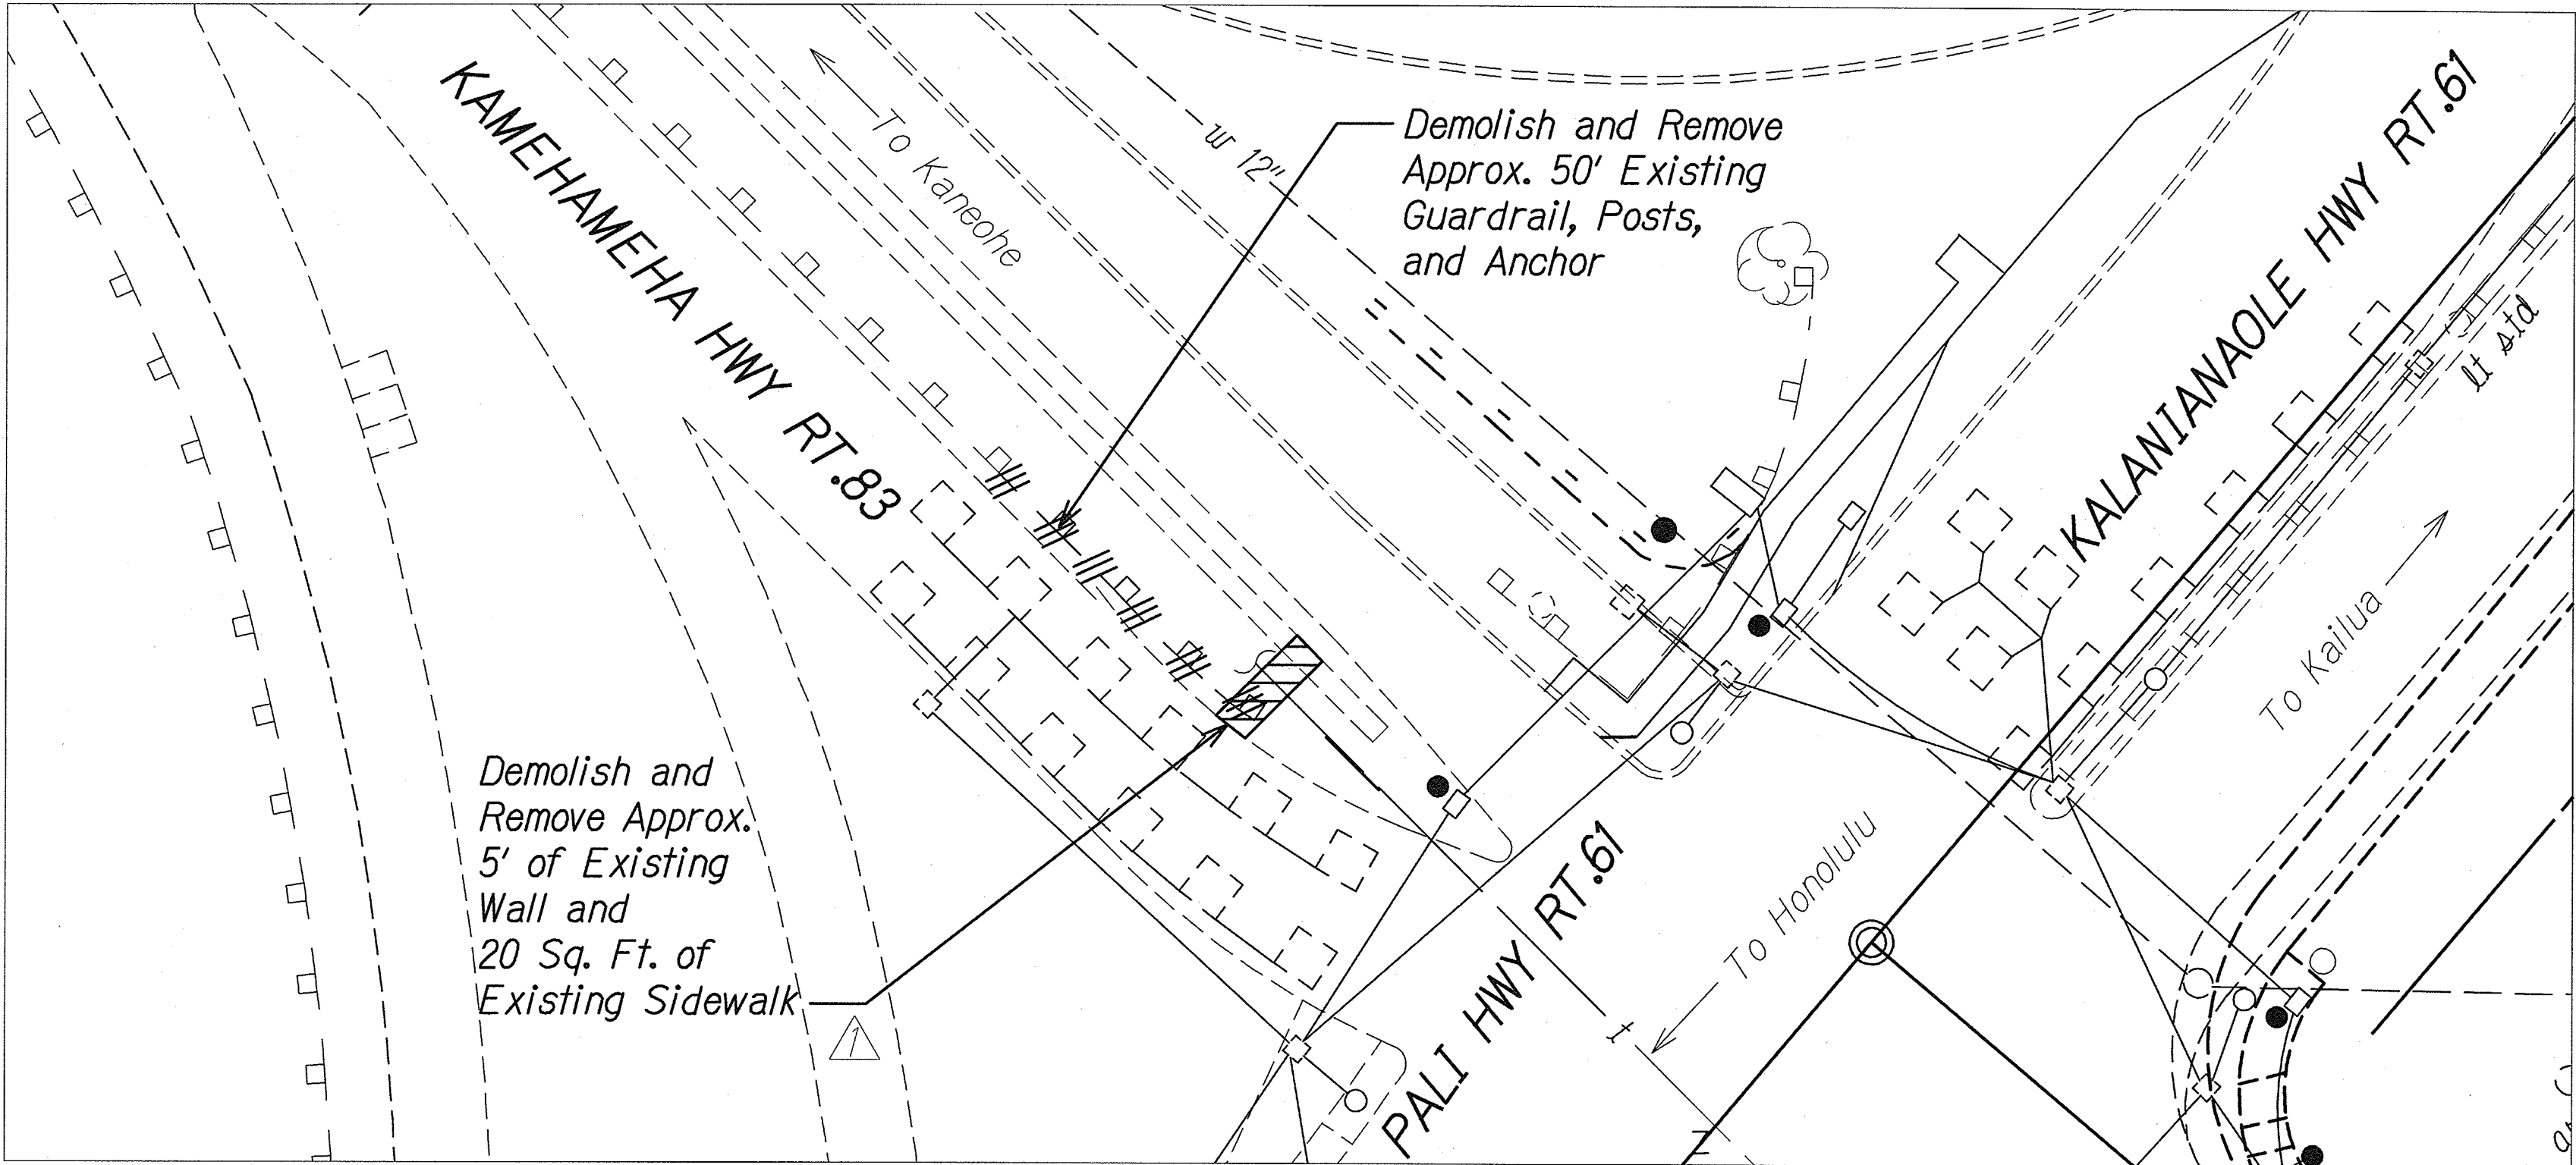 KAMEHAMEHA HWY RT.83
To Kaneohe
w 12"
Demolish and Remove
Approx. 50' Existing
Guardrail, Posts,
and Anchor
KALANIANAOLE HWY RT.61
lt std
To Kailua
Demolish and
Remove Approx.
5' of Existing
Wall and
20 Sq. Ft. of
Existing Sidewalk
1
PALI HWY RT.61
To Honolulu
t